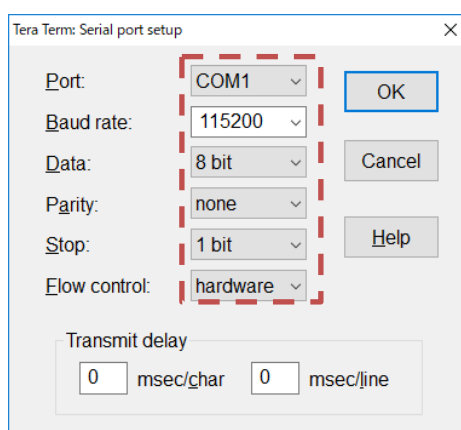 Tera Term: Serial port setup
Port: COM1 OK
Baud rate: 115200
Data: 8 bit Cancel
Parity: none
Stop: 1 bit Help
Flow control: hardware
Transmit delay
0 msec/char 0 msec/line